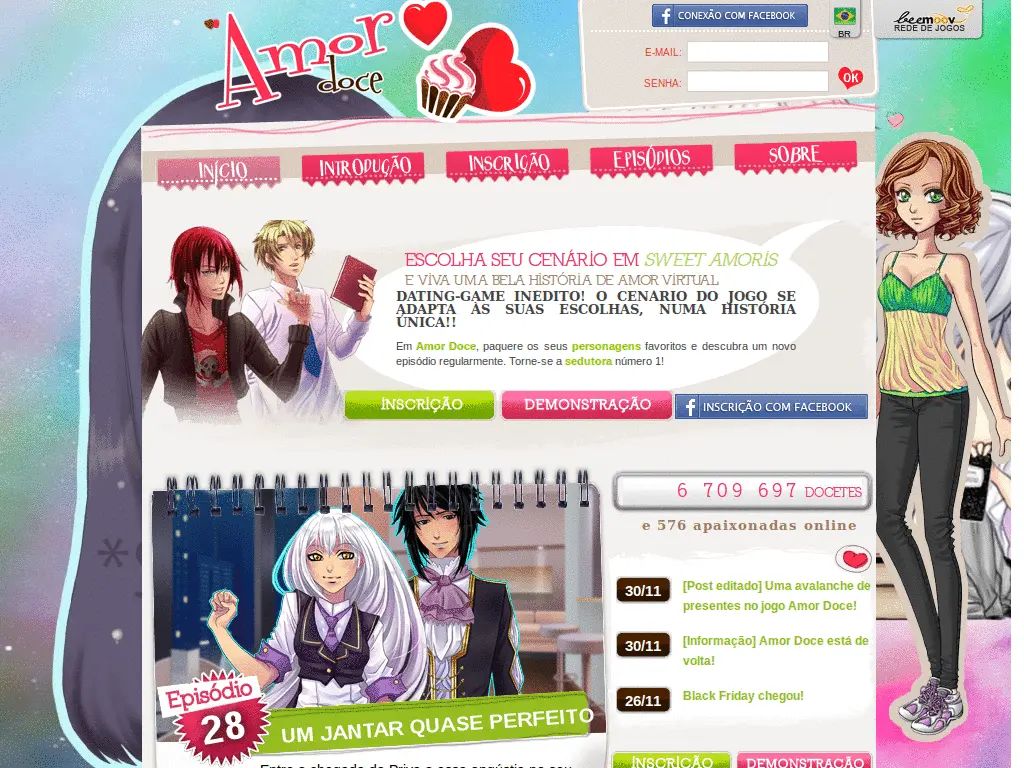 Amor
doce
CONEXÃO COM FACEBOOK
BR
beemoov
REDE DE JOGOS
E-MAIL:
SENHA:
OK
INÍCIO
INTRODUÇÃO
INSCRIÇÃO
EPISÓDIOS
SOBRE
ESCOLHA SEU CENÁRIO EM SWEET AMORIS
E VIVA UMA BELA HISTÓRIA DE AMOR VIRTUAL
DATING-GAME INEDITO! O CENARIO DO JOGO SE
ADAPTA ÀS SUAS ESCOLHAS, NUMA HISTÓRIA
ÚNICA!!
Em Amor Doce, paquere os seus personagens favoritos e descubra um novo
episódio regularmente. Torne-se a sedutora número 1!
INSCRIÇÃO
DEMONSTRAÇÃO
INSCRIÇÃO COM FACEBOOK
6 709 697 DOCETES
e 576 apaixonadas online
30/11
[Post editado] Uma avalanche de
presentes no jogo Amor Doce!
30/11
[Informação] Amor Doce está de
volta!
26/11
Black Friday chegou!
Episódio
28
UM JANTAR QUASE PERFEITO
INSCRIÇÃO
DEMONSTRAÇÃO